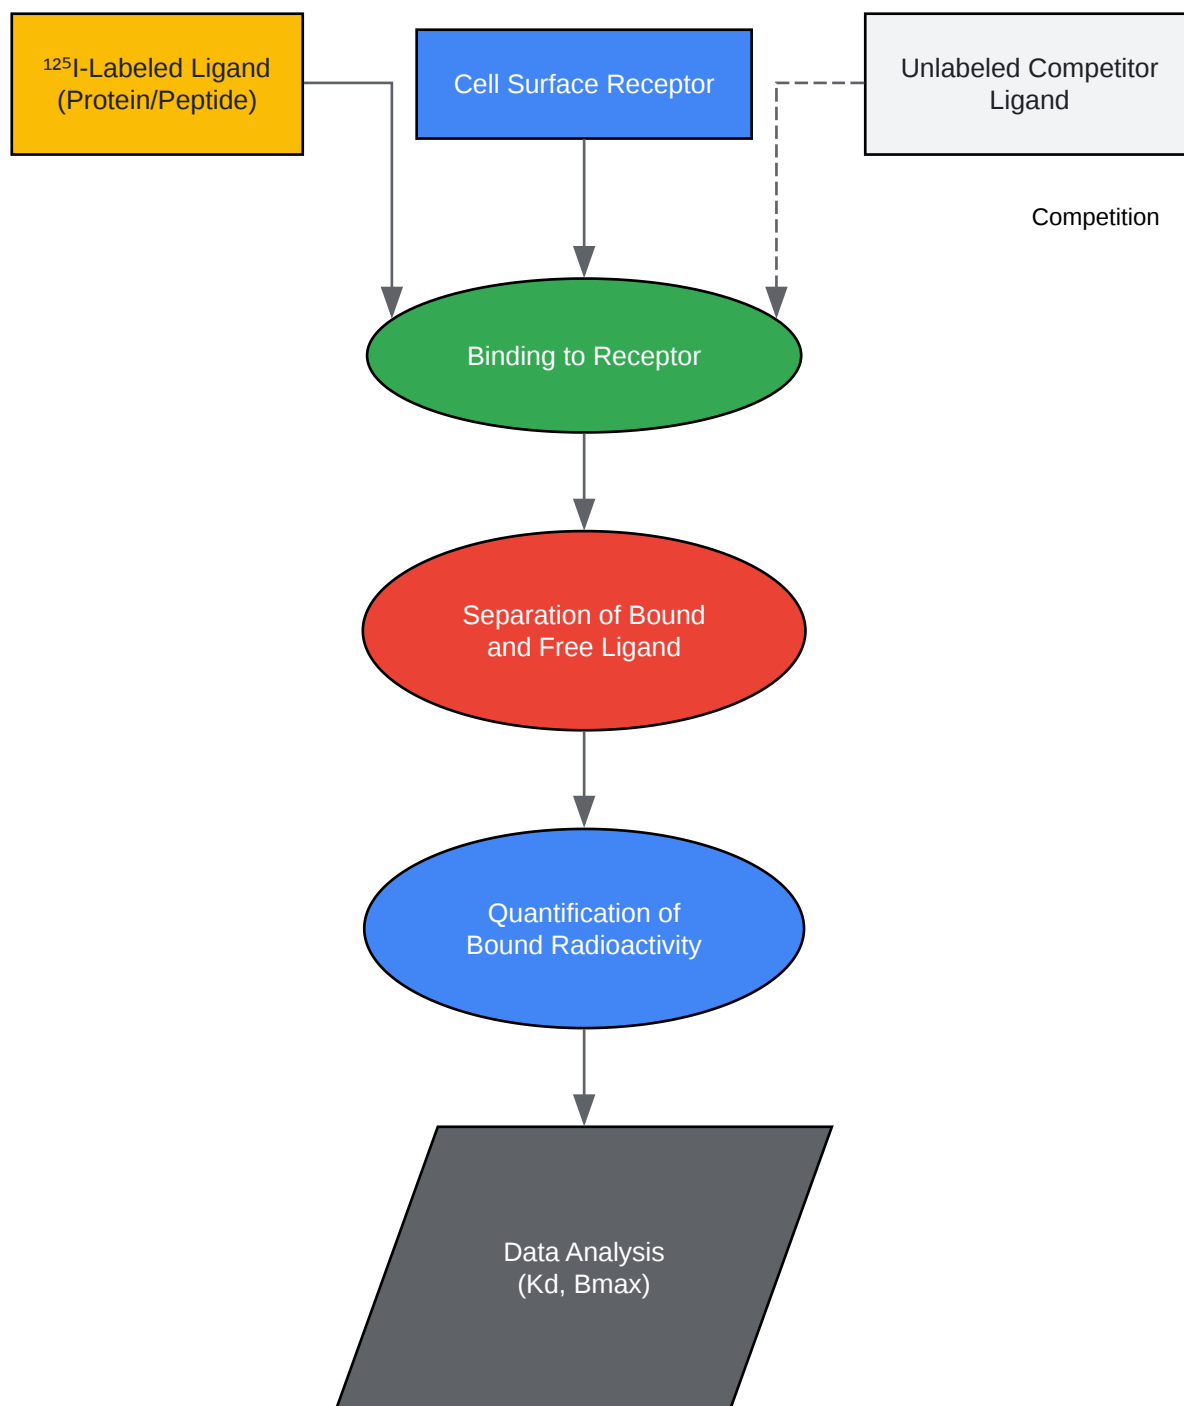 ¹²⁵I-Labeled Ligand
(Protein/Peptide)
Cell Surface Receptor
Unlabeled Competitor
Ligand
Competition
Binding to Receptor
Separation of Bound
and Free Ligand
Quantification of
Bound Radioactivity
Data Analysis
(Kd, Bmax)